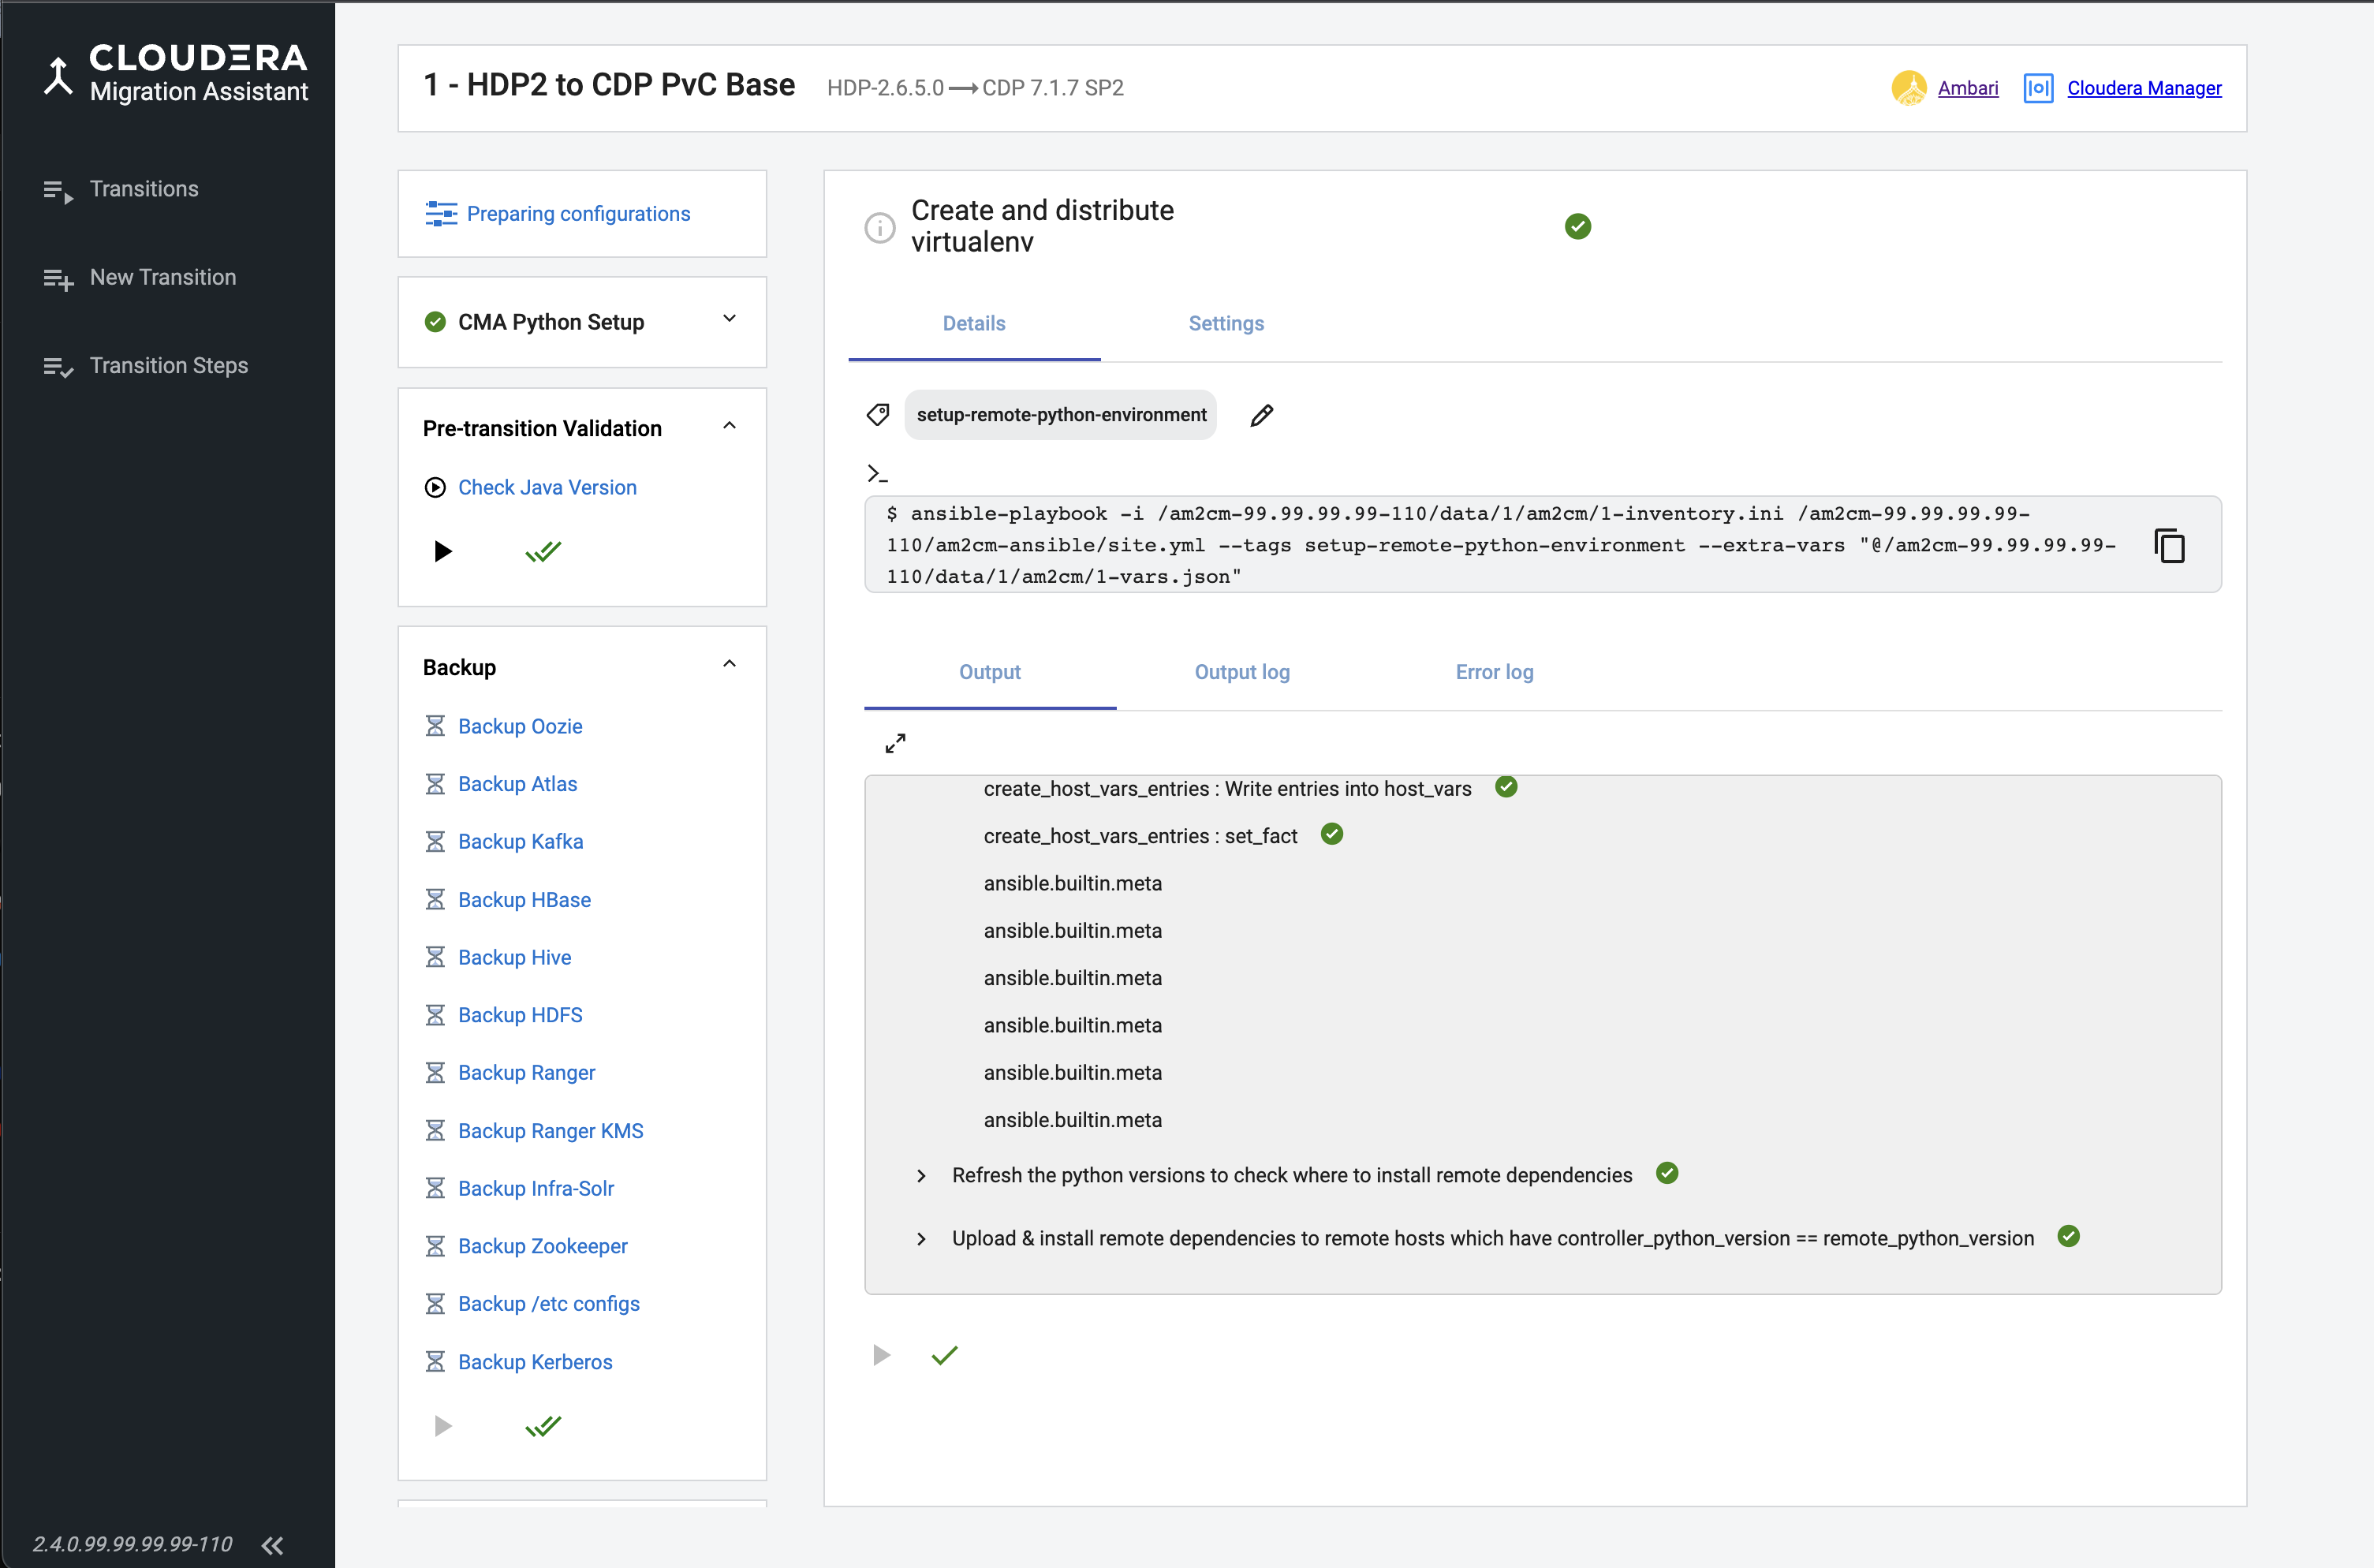 CLOUDERA
Migration Assistant
Transitions
New Transition
Transition Steps
2.4.0.99.99.99.99-110
1 - HDP2 to CDP PvC Base
HDP-2.6.5.0 ⟶ CDP 7.1.7 SP2
Ambari
Cloudera Manager
Preparing configurations
CMA Python Setup
Pre-transition Validation
Check Java Version
Backup
Backup Oozie
Backup Atlas
Backup Kafka
Backup HBase
Backup Hive
Backup HDFS
Backup Ranger
Backup Ranger KMS
Backup Infra-Solr
Backup Zookeeper
Backup /etc configs
Backup Kerberos
Create and distribute
virtualenv
Details
Settings
setup-remote-python-environment
$ ansible-playbook -i /am2cm-99.99.99.99-110/data/1/am2cm/1-inventory.ini /am2cm-99.99.99.99-
110/am2cm-ansible/site.yml --tags setup-remote-python-environment --extra-vars "@/am2cm-99.99.99.99-
110/data/1/am2cm/1-vars.json"
Output
Output log
Error log
create_host_vars_entries : Write entries into host_vars
create_host_vars_entries : set_fact
ansible.builtin.meta
ansible.builtin.meta
ansible.builtin.meta
ansible.builtin.meta
ansible.builtin.meta
ansible.builtin.meta
Refresh the python versions to check where to install remote dependencies
Upload & install remote dependencies to remote hosts which have controller_python_version == remote_python_version